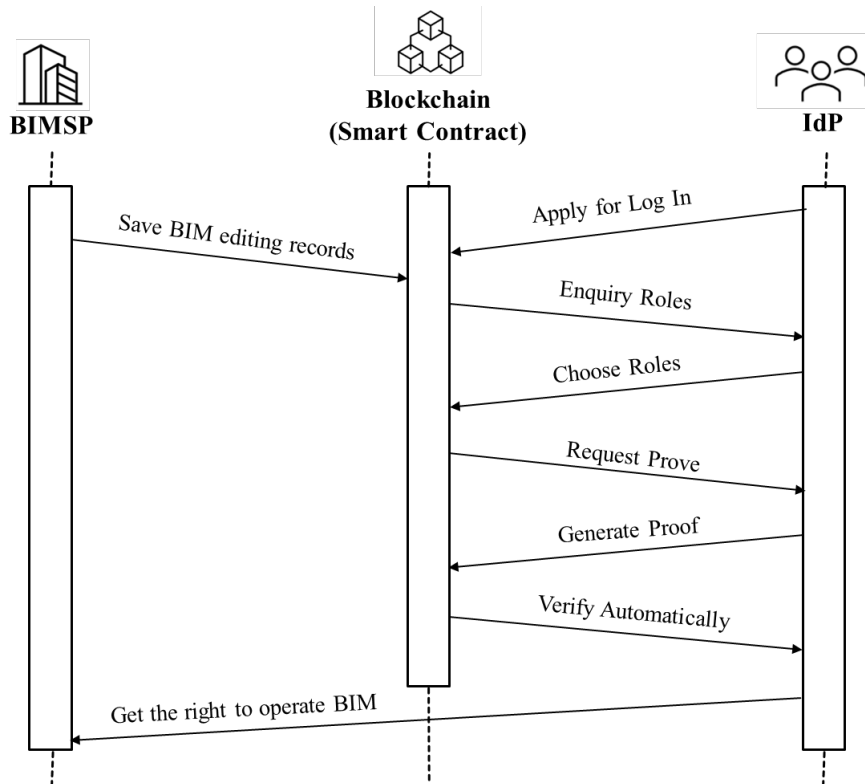 BIMSP
Blockchain
(Smart Contract)
IdP
Apply for Log In
Save BIM editing records
Enquiry Roles
Choose Roles
Request Prove
Generate Proof
Verify Automatically
Get the right to operate BIM